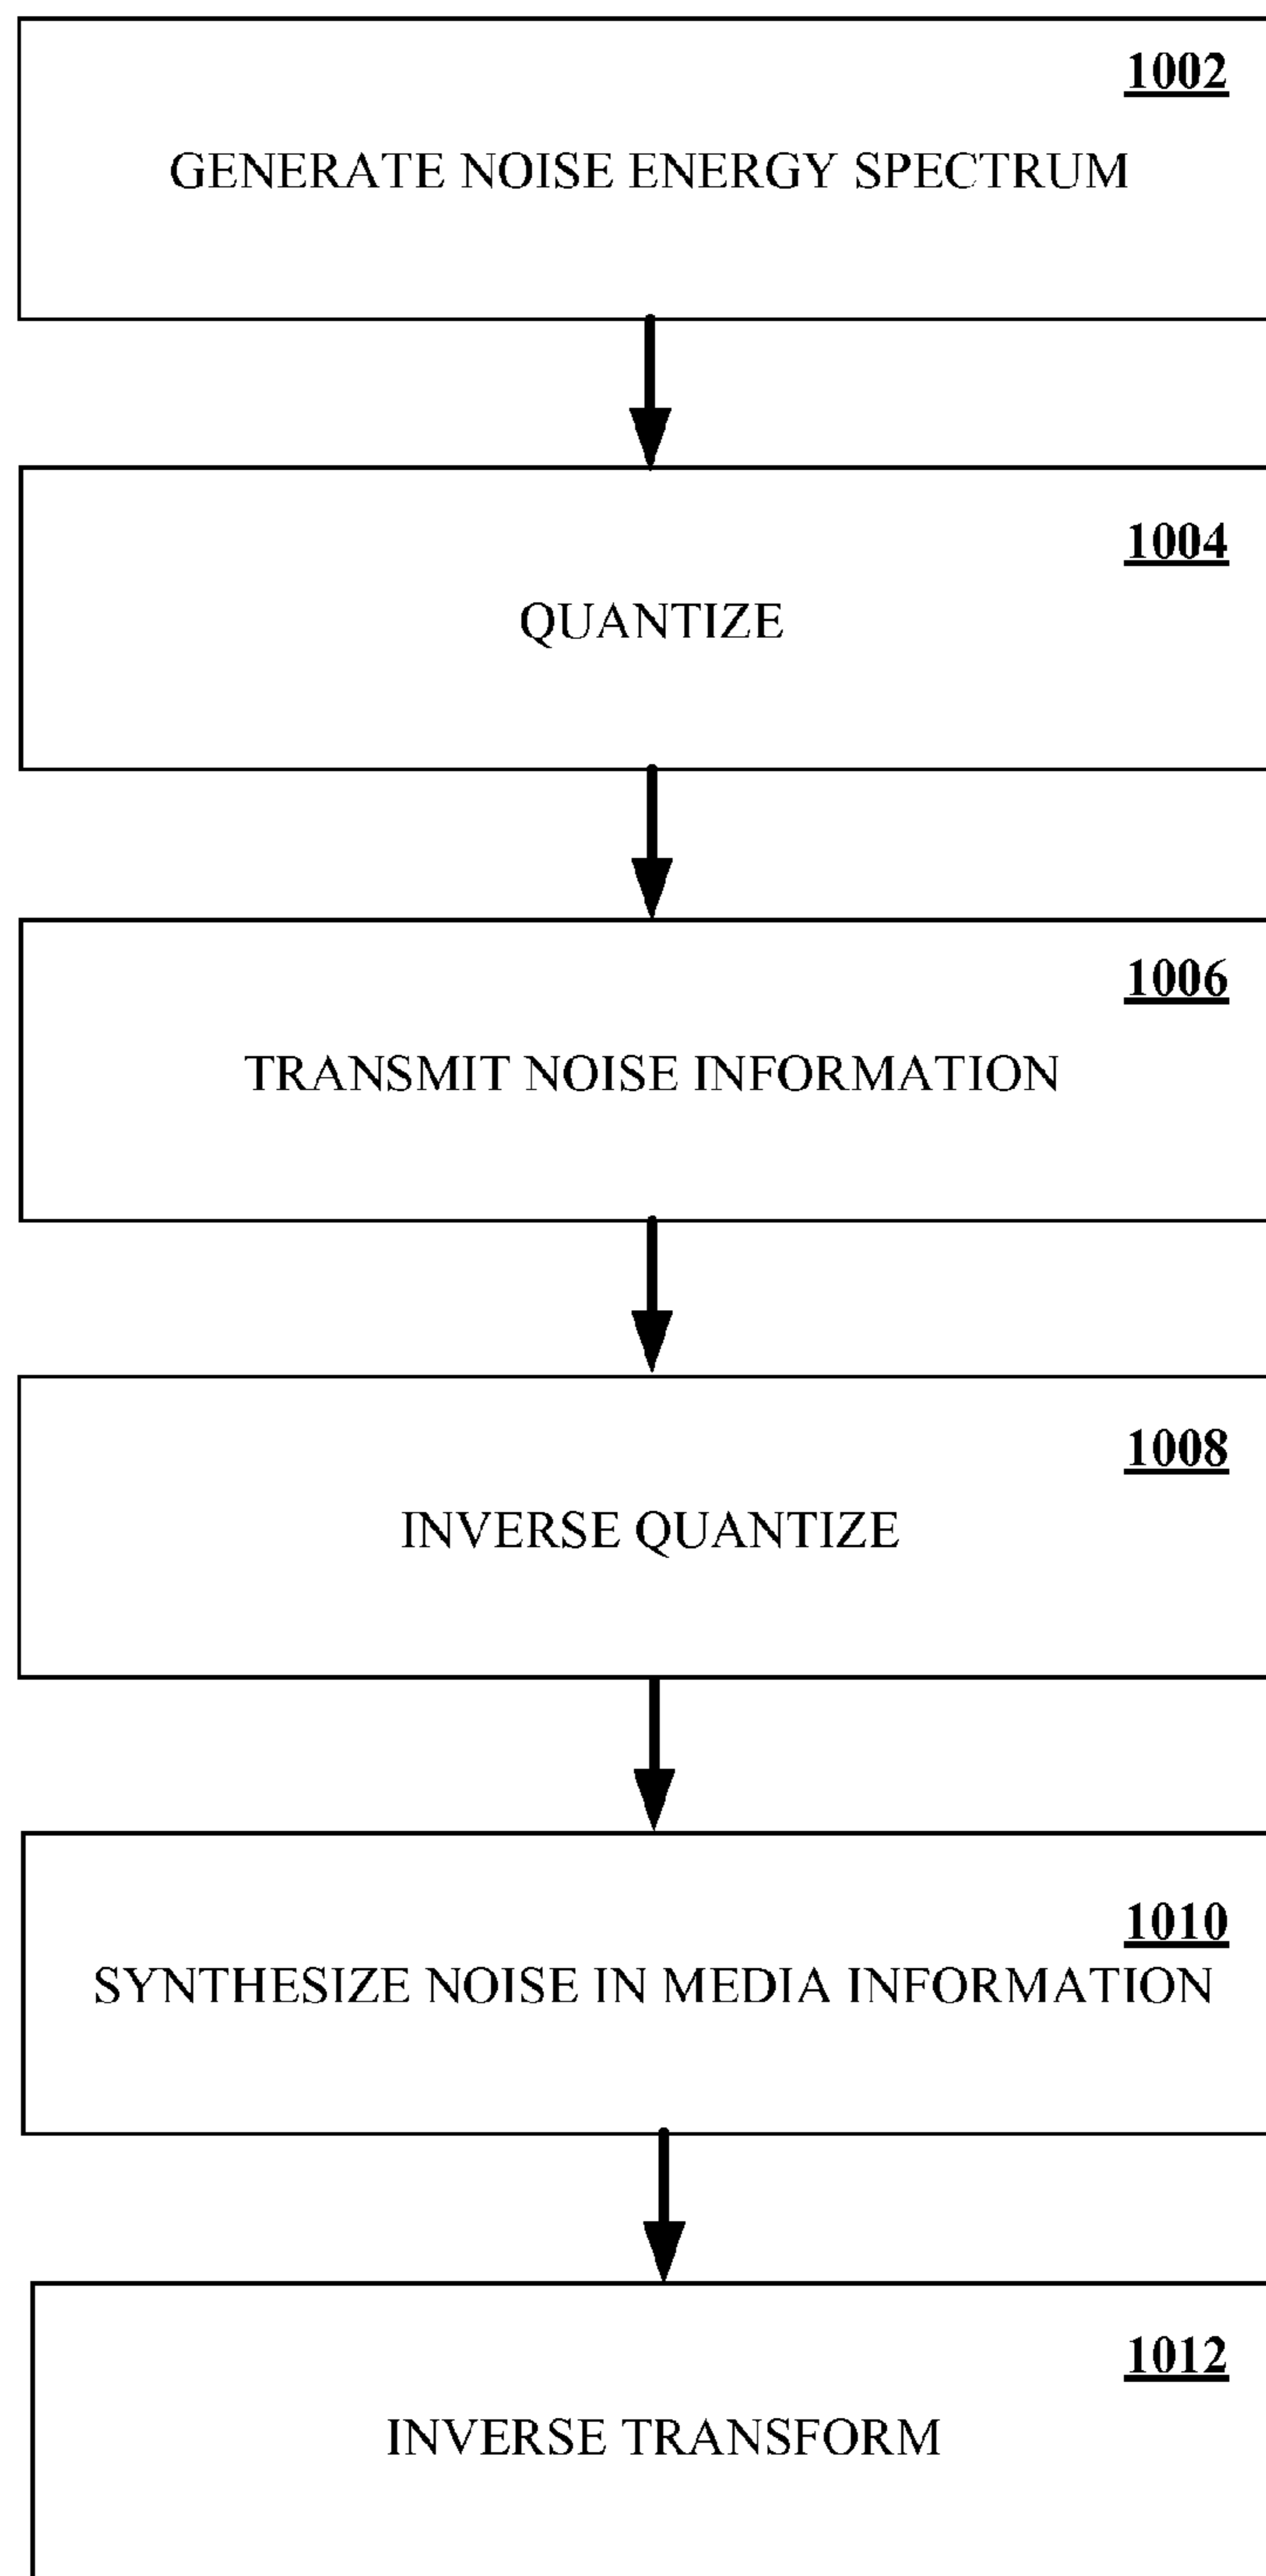 1002
GENERATE NOISE ENERGY SPECTRUM
1004
QUANTIZE
1006
TRANSMIT NOISE INFORMATION
1008
INVERSE QUANTIZE
1010
SYNTHESIZE NOISE IN MEDIA INFORMATION
1012
INVERSE TRANSFORM